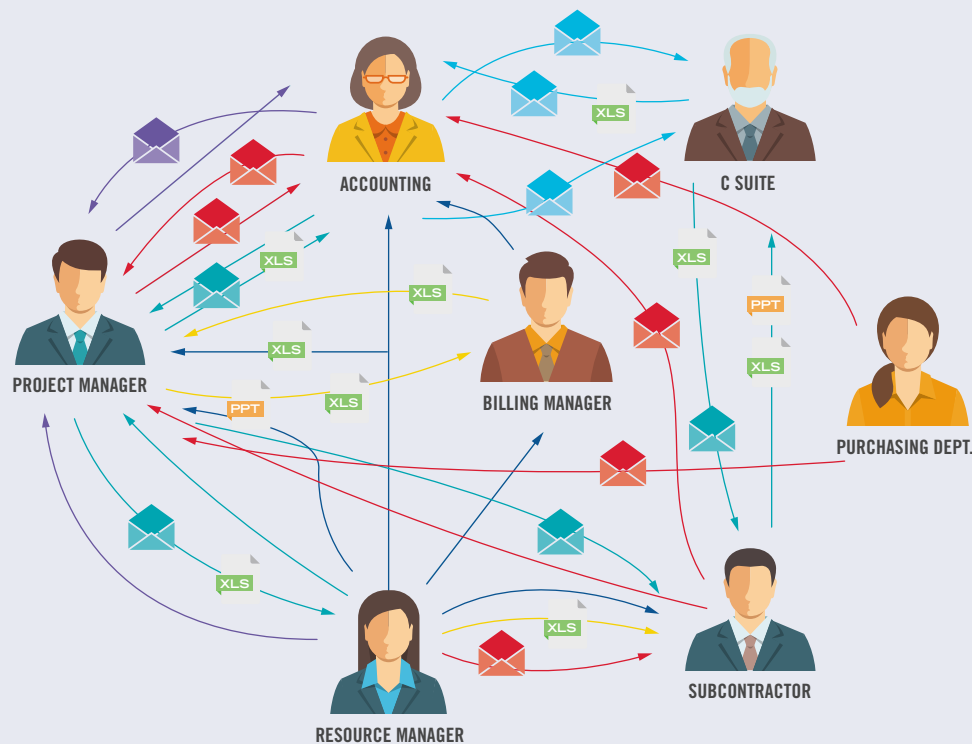 XLS
ACCOUNTING
C SUITE
XLS
XLS
XLS
PPT
XLS
XLS
PROJECT MANAGER
PPT
XLS
BILLING MANAGER
PURCHASING DEPT.
XLS
XLS
SUBCONTRACTOR
RESOURCE MANAGER